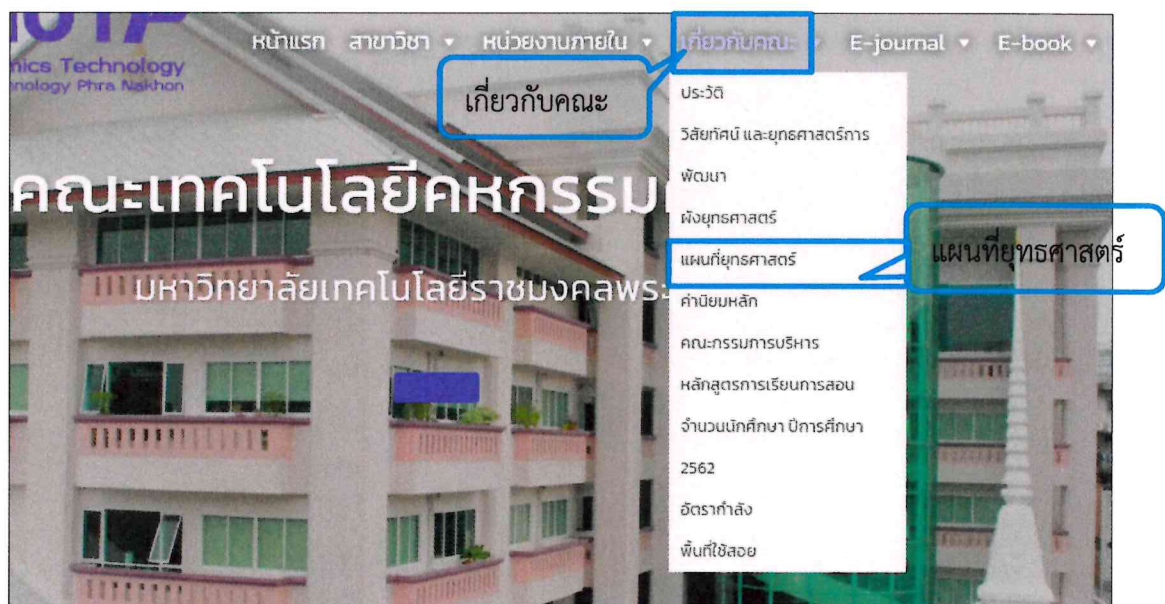 mics Technology
hnology Phra Nakhon
หน้าแรก สาขาวิชา หน่วยงานภายใน เกี่ยวกับคณะ E-journal E-book
เกี่ยวกับคณะ
ประวัติ
วิสัยทัศน์ และยุทธศาสตร์การ
พัฒนา
ผังยุทธศาสตร์
แผนที่ยุทธศาสตร์
แผนที่ยุทธศาสตร์
ค่านิยมหลัก
คณะกรรมการบริหาร
หลักสูตรการเรียนการสอน
จำนวนนักศึกษา ปีการศึกษา
2562
อัตรากำลัง
พื้นที่ใช้สอย
คณะเทคโนโลยีคหกรรม
มหาวิทยาลัยเทคโนโลยีราชมงคลพระ